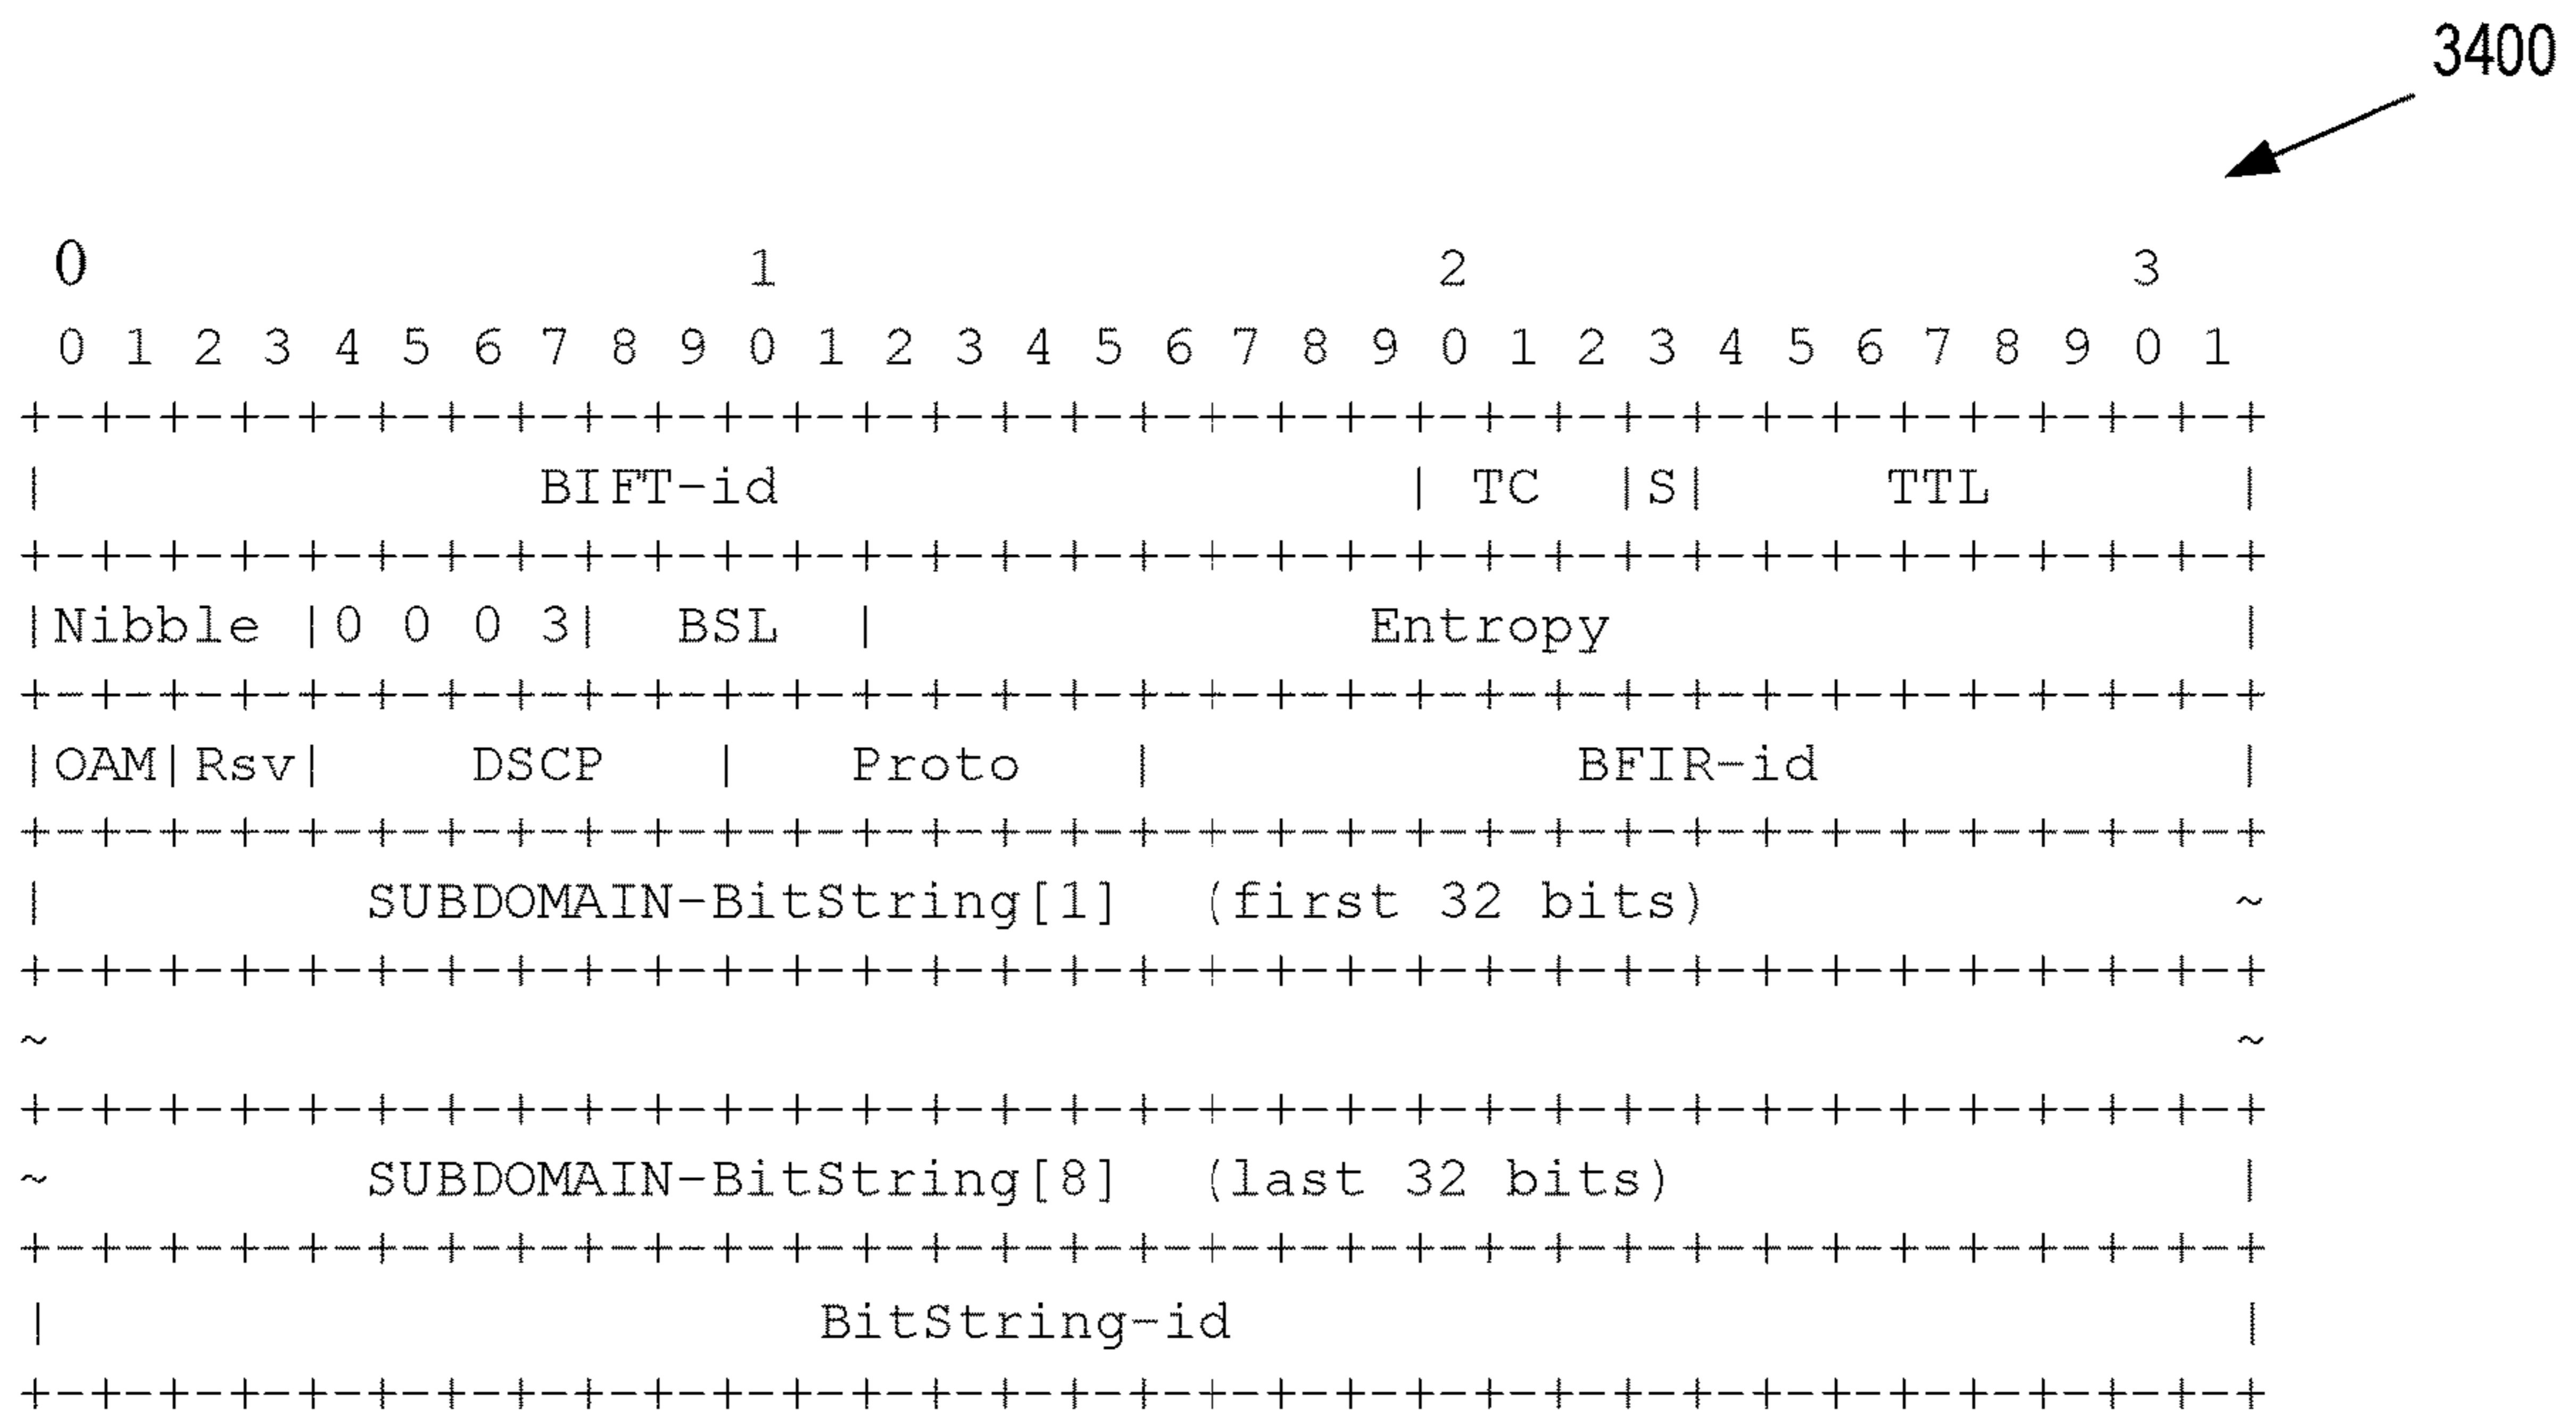 3400
0                   1                   2                   3
0 1 2 3 4 5 6 7 8 9 0 1 2 3 4 5 6 7 8 9 0 1 2 3 4 5 6 7 8 9 0 1
+-+-+-+-+-+-+-+-+-+-+-+-+-+-+-+-+-+-+-+-+-+-+-+-+-+-+-+-+-+-+-+-+
| BIFT-id | TC |S| TTL |
+-+-+-+-+-+-+-+-+-+-+-+-+-+-+-+-+-+-+-+-+-+-+-+-+-+-+-+-+-+-+-+-+
|Nibble |0 0 0 3| BSL | Entropy |
+-+-+-+-+-+-+-+-+-+-+-+-+-+-+-+-+-+-+-+-+-+-+-+-+-+-+-+-+-+-+-+-+
|OAM|Rsv| DSCP | Proto | BFIR-id |
+-+-+-+-+-+-+-+-+-+-+-+-+-+-+-+-+-+-+-+-+-+-+-+-+-+-+-+-+-+-+-+-+
| SUBDOMAIN-BitString[1] (first 32 bits) ~
+-+-+-+-+-+-+-+-+-+-+-+-+-+-+-+-+-+-+-+-+-+-+-+-+-+-+-+-+-+-+-+-+
~ ~
+-+-+-+-+-+-+-+-+-+-+-+-+-+-+-+-+-+-+-+-+-+-+-+-+-+-+-+-+-+-+-+-+
~ SUBDOMAIN-BitString[8] (last 32 bits) |
+-+-+-+-+-+-+-+-+-+-+-+-+-+-+-+-+-+-+-+-+-+-+-+-+-+-+-+-+-+-+-+-+
| BitString-id |
+-+-+-+-+-+-+-+-+-+-+-+-+-+-+-+-+-+-+-+-+-+-+-+-+-+-+-+-+-+-+-+-+